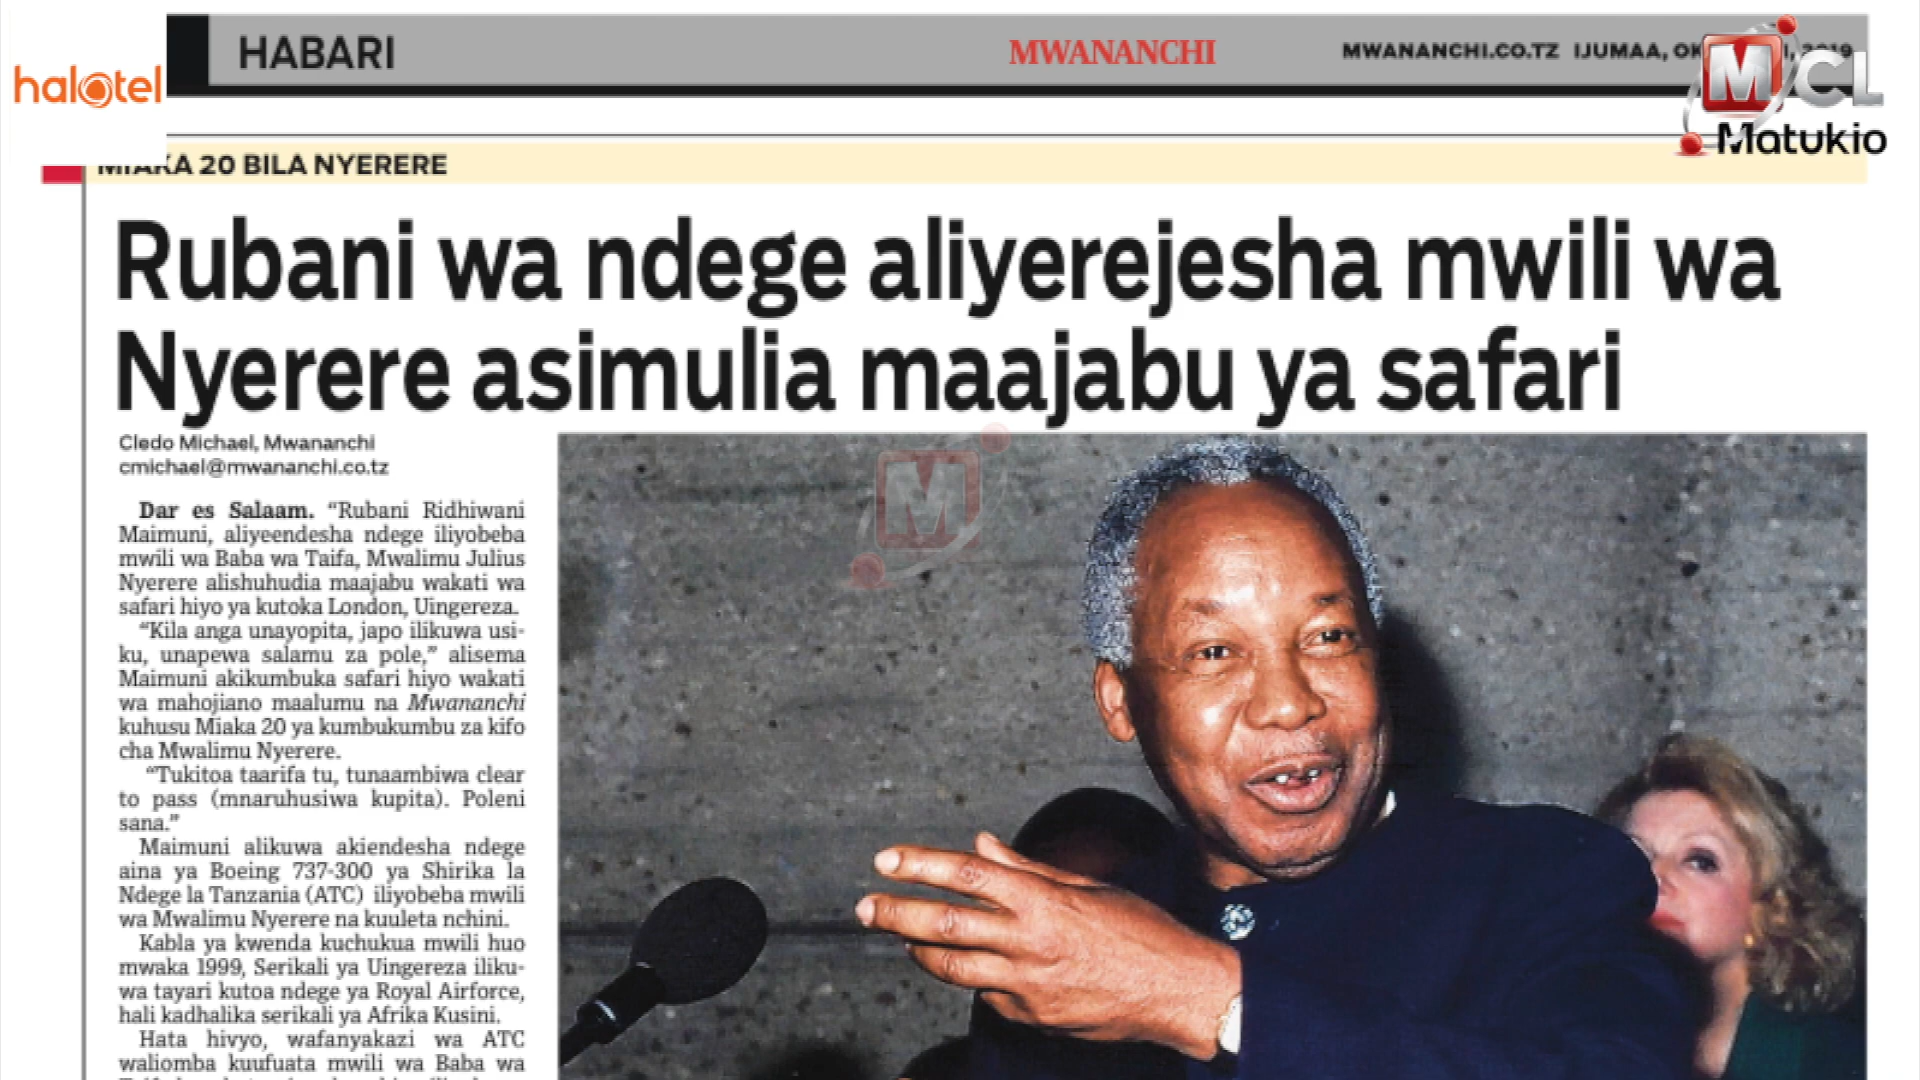 halotel
HABARI
MWANANCHI
MWANANCHI.CO.TZ IJUMAA,
MCL
Matukio
MIAKA 20 BILA NYERERE
Rubani wa ndege aliyerejesha mwili wa
Nyerere asimulia maajabu ya safari
Cledo Michael, Mwananchi
cmichael@mwananchi.co.tz
Dar es Salaam. “Rubani Ridhiwani
Maimuni, aliyeendesha ndege iliyobeba
mwili wa Baba wa Taifa, Mwalimu Julius
Nyerere alishuhudia maajabu wakati wa
safari hiyo ya kutoka London, Uingereza.
“Kila anga unayopita, japo ilikuwa usi-
ku, unapewa salamu za pole,” alisema
Maimuni akikumbuka safari hiyo wakati
wa mahojiano maalumu na Mwananchi
kuhusu Miaka 20 ya kumbukumbu za kifo
cha Mwalimu Nyerere.
“Tukitoa taarifa tu, tunaambiwa clear
to pass (mnaruhusiwa kupita). Poleni
sana.”
Maimuni alikuwa akiendesha ndege
aina ya Boeing 737-300 ya Shirika la
Ndege la Tanzania (ATC) iliyobeba mwili
wa Mwalimu Nyerere na kuuleta nchini.
Kabla ya kwenda kuchukua mwili huo
mwaka 1999, Serikali ya Uingereza iliku-
wa tayari kutoa ndege ya Royal Airforce,
hali kadhalika serikali ya Afrika Kusini.
Hata hivyo, wafanyakazi wa ATC
waliomba kuufuata mwili wa Baba wa
M